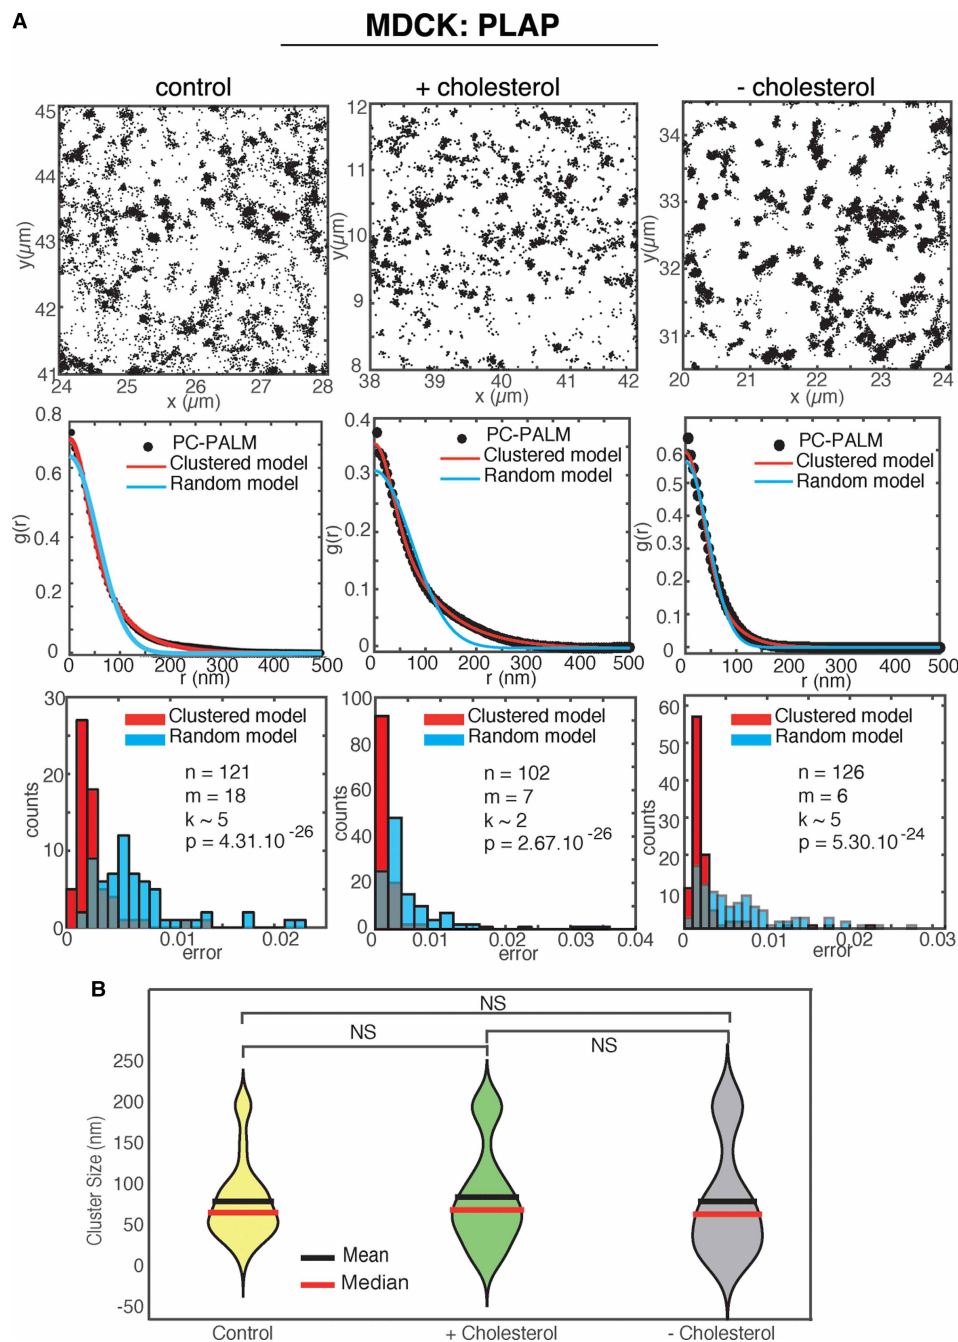 A
MDCK: PLAP
control
+ cholesterol
- cholesterol
45
44
43
42
41
y(µm)
24 25 26 27 28
x (µm)
12
11
10
9
8
y(µm)
38 39 40 41 42
x (µm)
34
33
32
31
y(µm)
20 21 22 23 24
x (µm)
0.8
0.6
0.4
0.2
0
g(r)
PC-PALM
Clustered model
Random model
0 100 200 300 400 500
r (nm)
0.4
0.3
0.2
0.1
0
g(r)
PC-PALM
Clustered model
Random model
0 100 200 300 400 500
r (nm)
0.6
0.5
0.4
0.3
0.2
0.1
0
g(r)
PC-PALM
Clustered model
Random model
0 100 200 300 400 500
r (nm)
30
20
10
0
counts
Clustered model
Random model
n = 121
m = 18
k ~ 5
p = 4.31.10 -26
0 0.01 0.02
error
100
80
60
40
20
0
counts
Clustered model
Random model
n = 102
m = 7
k ~ 2
p = 2.67.10 -26
0 0.01 0.02 0.03 0.04
error
60
50
40
30
20
10
counts
Clustered model
Random model
n = 126
m = 6
k ~ 5
p = 5.30.10 -24
0 0.01 0.02 0.03
error
B
NS
NS
NS
250
200
150
100
50
0
-50
Cluster Size (nm)
Mean
Median
Control
+ Cholesterol
- Cholesterol